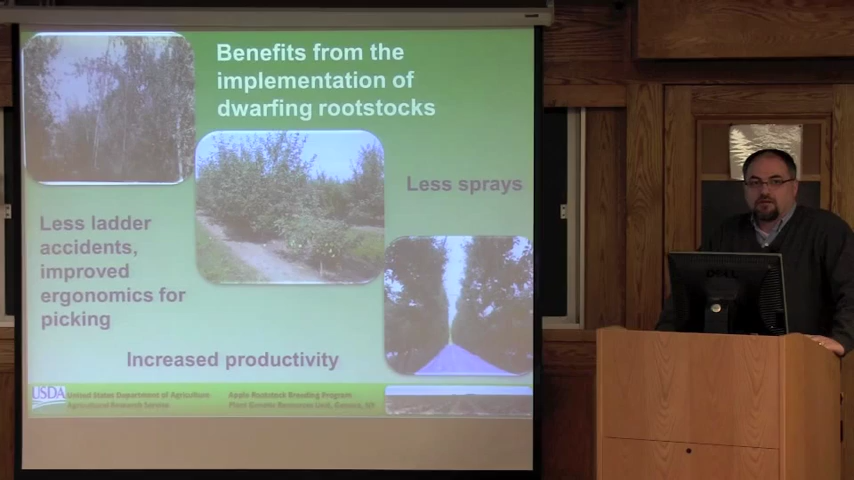 Benefits from the
implementation of
dwarfing rootstocks
Less sprays
Less ladder
accidents,
improved
ergonomics for
picking
Increased productivity
USDA
United States Department of Agriculture
Agricultural Research Service
Apple Rootstock Breeding Program
Plant Genetic Resources Unit, Geneva, NY
DELL